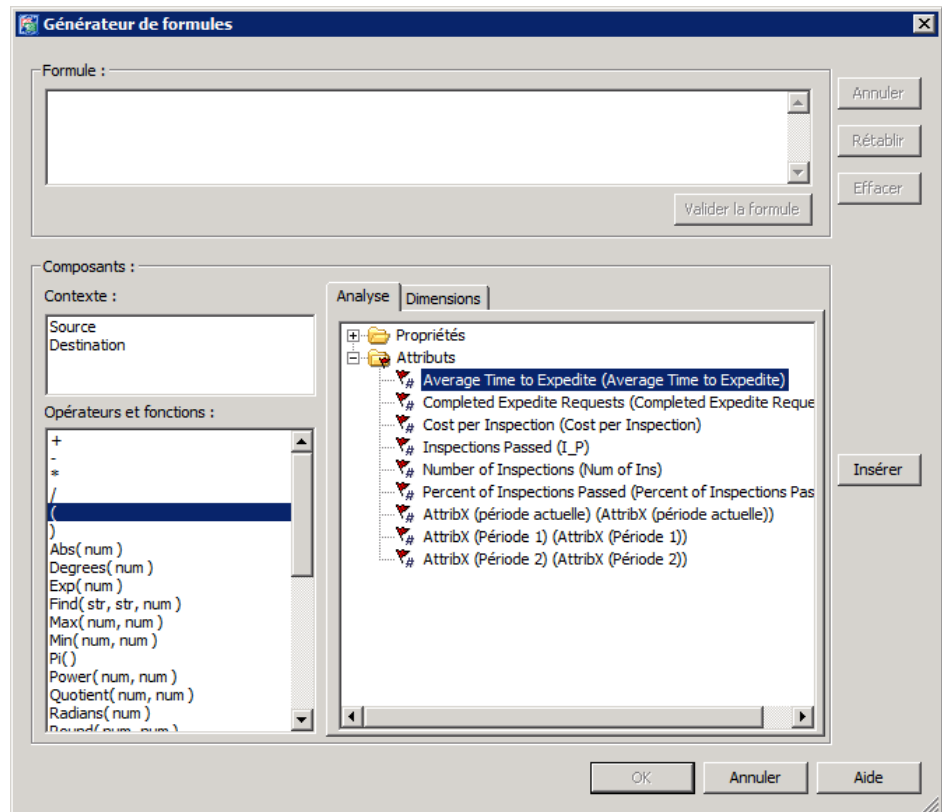 Générateur de formules
Formule :
Annuler
Rétablir
Effacer
Valider la formule
Composants :
Contexte :
Source
Destination
Opérateurs et fonctions :
+
-
*
/
(
)
Abs( num )
Degrees( num )
Exp( num )
Find( str, str, num )
Max( num, num )
Min( num, num )
Pi( )
Power( num, num )
Quotient( num, num )
Radians( num )
Round( num, num )
Analyse
Dimensions
Propriétés
Attributs
Average Time to Expedite (Average Time to Expedite)
Completed Expedite Requests (Completed Expedite Reque
Cost per Inspection (Cost per Inspection)
Inspections Passed (I_P)
Number of Inspections (Num of Ins)
Percent of Inspections Passed (Percent of Inspections Pas
AttribX (période actuelle) (AttribX (période actuelle))
AttribX (Période 1) (AttribX (Période 1))
AttribX (Période 2) (AttribX (Période 2))
Insérer
OK
Annuler
Aide